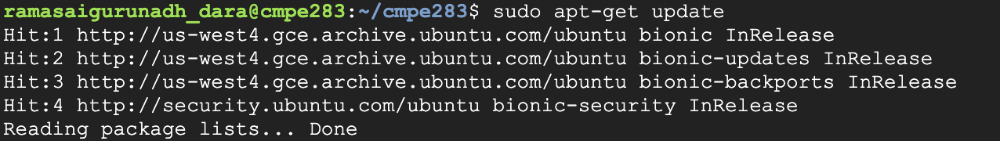 ramasaigurunadh_dara@cmpe283:~/cmpe283$ sudo apt-get update
Hit:1 http://us-west4.gce.archive.ubuntu.com/ubuntu bionic InRelease
Hit:2 http://us-west4.gce.archive.ubuntu.com/ubuntu bionic-updates InRelease
Hit:3 http://us-west4.gce.archive.ubuntu.com/ubuntu bionic-backports InRelease
Hit:4 http://security.ubuntu.com/ubuntu bionic-security InRelease
Reading package lists... Done